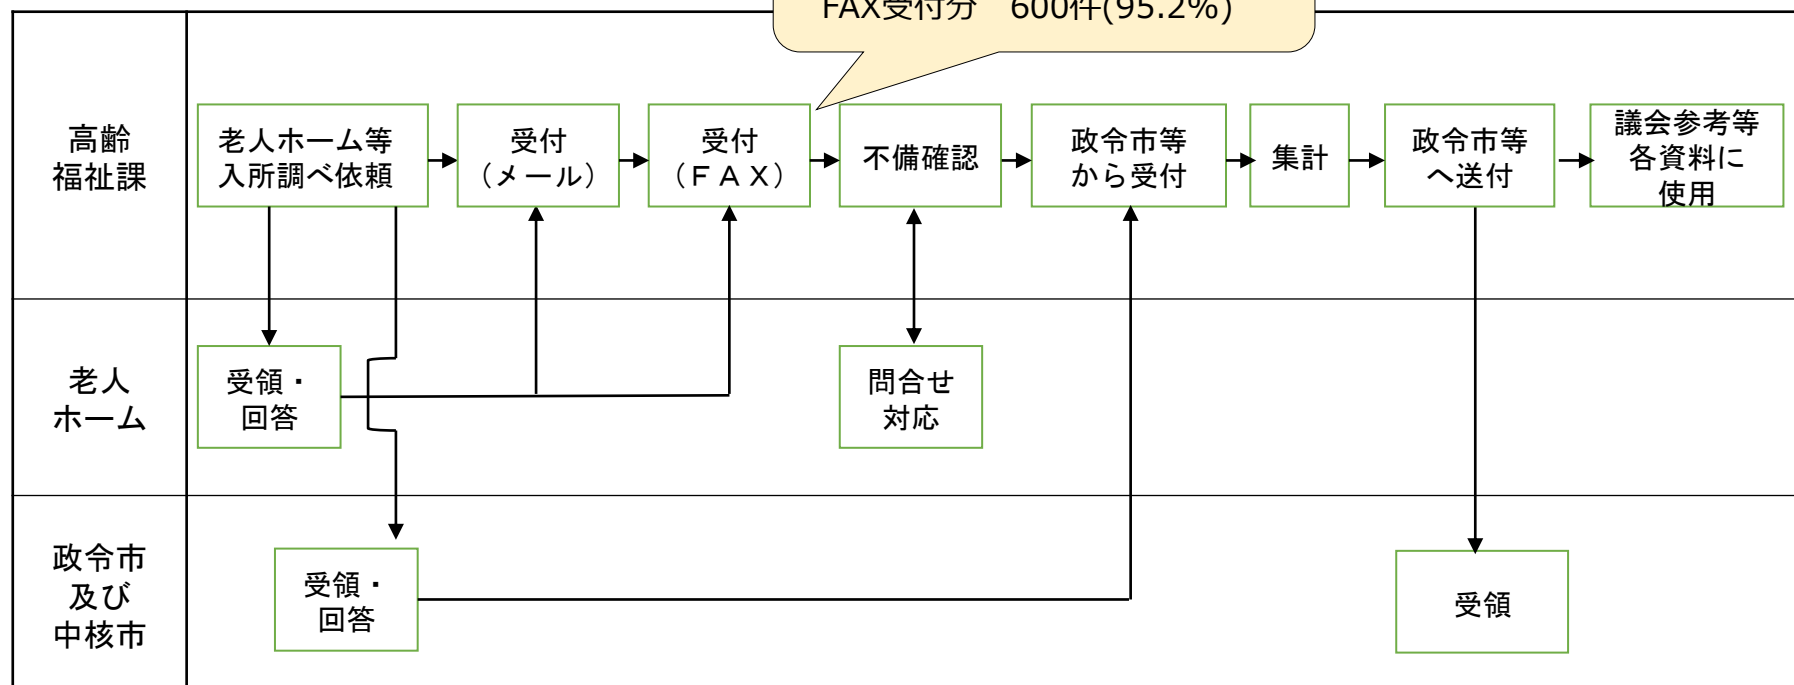 FAX受付分　600件(95.2%)
高齢
福祉課
老人ホーム等
入所調べ依頼
受付
（メール）
受付
（ＦＡＸ）
不備確認
政令市等
から受付
集計
政令市等
へ送付
議会参考等
各資料に
使用
老人
ホーム
受領・
回答
問合せ
対応
政令市
及び
中核市
受領・
回答
受領